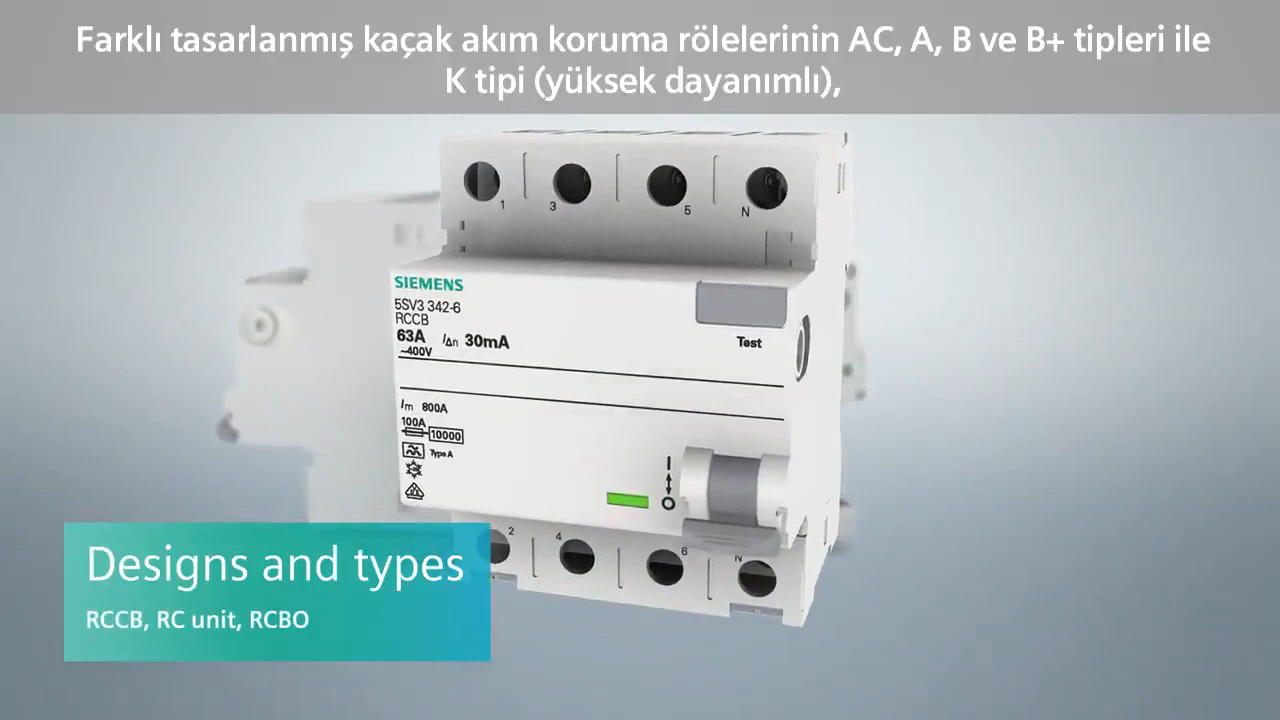 Farklı tasarlanmış kaçak akım koruma rölelerinin AC, A, B ve B+ tipleri ile
K tipi (yüksek dayanımlı),
1 3 5 N
SIEMENS
5SV3 342-6
RCCB
63A I∆n 30mA
~400V
Test
Im 800A
100A
10000
Type A
I
O
2 4 6 N
Designs and types
RCCB, RC unit, RCBO